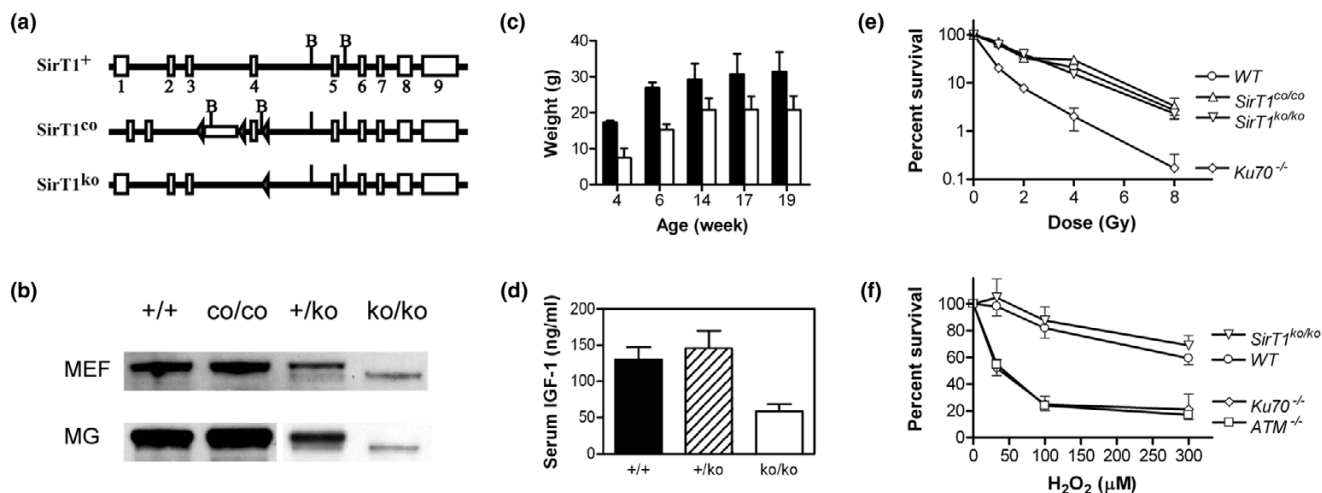 (a)
B B
SirT1+
1 2 3 4 5 6 7 8 9
B B
SirT1co
SirT1ko
(b)
+/+ co/co +/ko ko/ko
MEF
MG
(c)
Weight (g)
40
30
20
10
0
4 6 14 17 19
Age (week)
(d)
Serum IGF-1 (ng/ml)
200
150
100
50
0
+/+ +/ko ko/ko
(e)
Percent survival
100
10
1
0.1
WT
SirT1co/co
SirT1ko/ko
Ku70-/-
0 2 4 6 8
Dose (Gy)
(f)
Percent survival
100
80
60
40
20
0
SirT1ko/ko
WT
Ku70-/-
ATM-/-
0 50 100 150 200 250 300
H2O2 (μM)